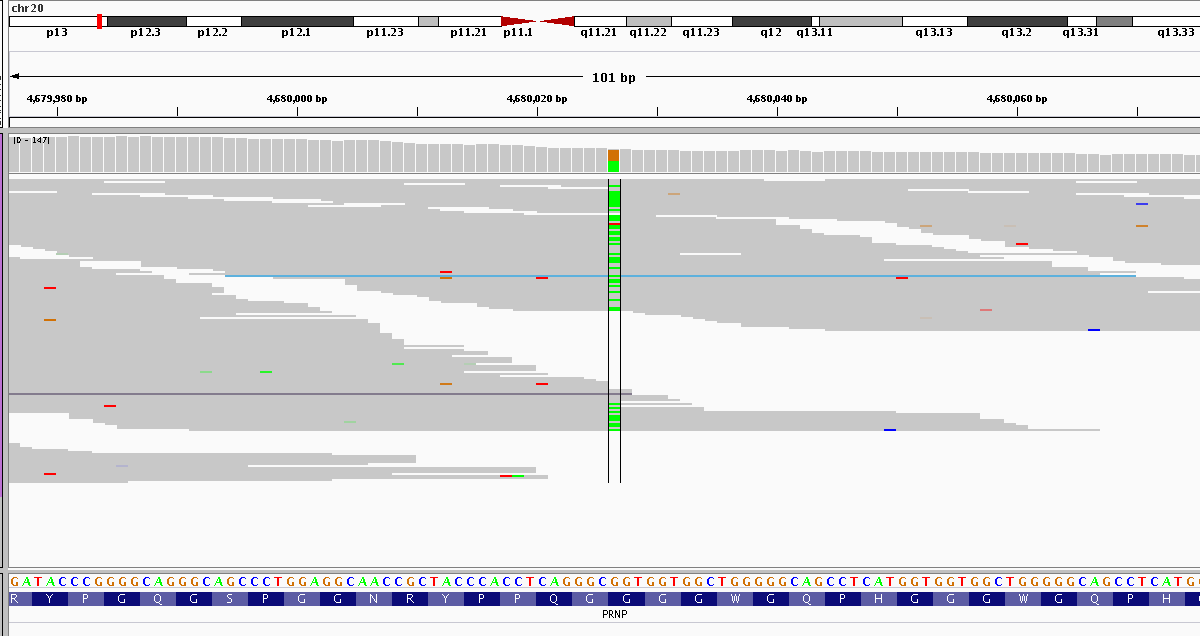 chr20
p13 p12.3 p12.2 p12.1 p11.23 p11.21 p11.1 q11.21 q11.22 q11.23 q12 q13.11 q13.13 q13.2 q13.31 q13.33
101 bp
4,679,980 bp 4,680,000 bp 4,680,020 bp 4,680,040 bp 4,680,060 bp
[0 - 147]
GATACCCGGGGCAGGGCAGCCCTGGAGGCAACCGCTACCCACCTCAGGGCGGTGGTGGCTGGGGGCAGCCTCATGGTGGTGGCTGGGGGCAGCCTCATG
R Y P G Q G S P G G N R Y P P Q G G G G W G Q P H G G G W G Q P H
PRNP